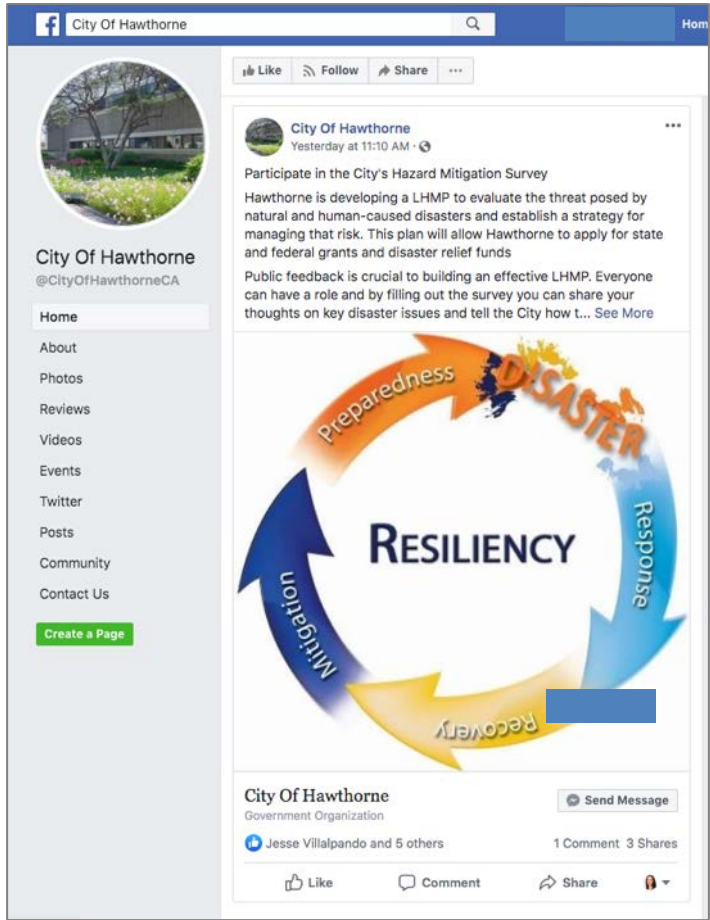 City Of Hawthorne
Hom
Like Follow Share ...
City Of Hawthorne
Yesterday at 11:10 AM ·
Participate in the City's Hazard Mitigation Survey
Hawthorne is developing a LHMP to evaluate the threat posed by
natural and human-caused disasters and establish a strategy for
managing that risk. This plan will allow Hawthorne to apply for state
and federal grants and disaster relief funds
Public feedback is crucial to building an effective LHMP. Everyone
can have a role and by filling out the survey you can share your
thoughts on key disaster issues and tell the City how t... See More
City Of Hawthorne
@CityOfHawthorneCA
Home
About
Photos
Reviews
Videos
Events
Twitter
Posts
Community
Contact Us
Create a Page
Preparedness
DISASTER
Response
Recovery
Mitigation
RESILIENCY
City Of Hawthorne
Government Organization
Send Message
Jesse Villalpando and 5 others
1 Comment 3 Shares
Like Comment Share